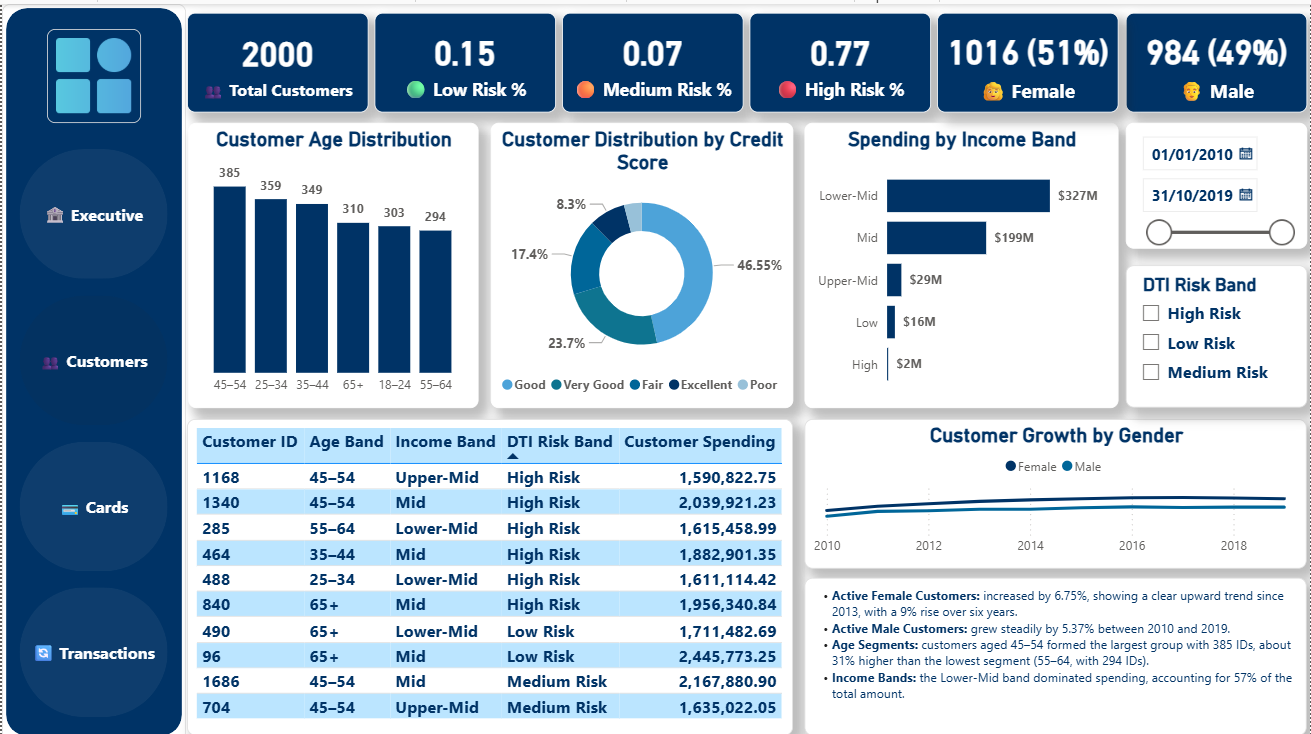 Executive
Customers
Cards
Transactions
2000
Total Customers
0.15
Low Risk %
0.07
Medium Risk %
0.77
High Risk %
1016 (51%)
Female
984 (49%)
Male
Customer Age Distribution
385
359
349
310
303
294
45–54 25–34 35–44 65+ 18–24 55–64
Customer Distribution by Credit
Score
8.3%
17.4%
46.55%
23.7%
Good Very Good Fair Excellent Poor
Spending by Income Band
Lower-Mid $327M
Mid $199M
Upper-Mid $29M
Low $16M
High $2M
01/01/2010
31/10/2019
DTI Risk Band
High Risk
Low Risk
Medium Risk
Customer ID Age Band Income Band DTI Risk Band Customer Spending
1168 45–54 Upper-Mid High Risk 1,590,822.75
1340 45–54 Mid High Risk 2,039,921.23
285 55–64 Lower-Mid High Risk 1,615,458.99
464 35–44 Mid High Risk 1,882,901.35
488 25–34 Lower-Mid High Risk 1,611,114.42
840 65+ Mid High Risk 1,956,340.84
490 65+ Lower-Mid Low Risk 1,711,482.69
96 65+ Mid Low Risk 2,445,773.25
1686 45–54 Mid Medium Risk 2,167,880.90
704 45–54 Upper-Mid Medium Risk 1,635,022.05
Customer Growth by Gender
Female Male
2010 2012 2014 2016 2018
• Active Female Customers: increased by 6.75%, showing a clear upward trend since
2013, with a 9% rise over six years.
• Active Male Customers: grew steadily by 5.37% between 2010 and 2019.
• Age Segments: customers aged 45–54 formed the largest group with 385 IDs, about
31% higher than the lowest segment (55–64, with 294 IDs).
• Income Bands: the Lower-Mid band dominated spending, accounting for 57% of the
total amount.